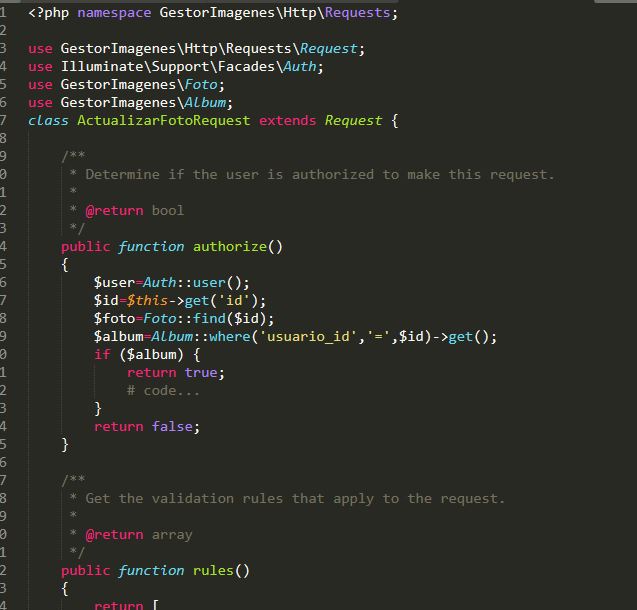 1 <?php namespace GestorImagenes\Http\Requests;
2
3 use GestorImagenes\Http\Requests\Request;
4 use Illuminate\Support\Facades\Auth;
5 use GestorImagenes\Foto;
6 use GestorImagenes\Album;
7 class ActualizarFotoRequest extends Request {
8
9 /**
0 * Determine if the user is authorized to make this request.
1 *
2 * @return bool
3 */
4 public function authorize()
5 {
6 $user=Auth::user();
7 $id=$this->get('id');
8 $foto=Foto::find($id);
9 $album=Album::where('usuario_id','=',$id)->get();
0 if ($album) {
1 return true;
2 # code...
3 }
4 return false;
5 }
6
7 /**
8 * Get the validation rules that apply to the request.
9 *
0 * @return array
1 */
2 public function rules()
3 {
4 return [